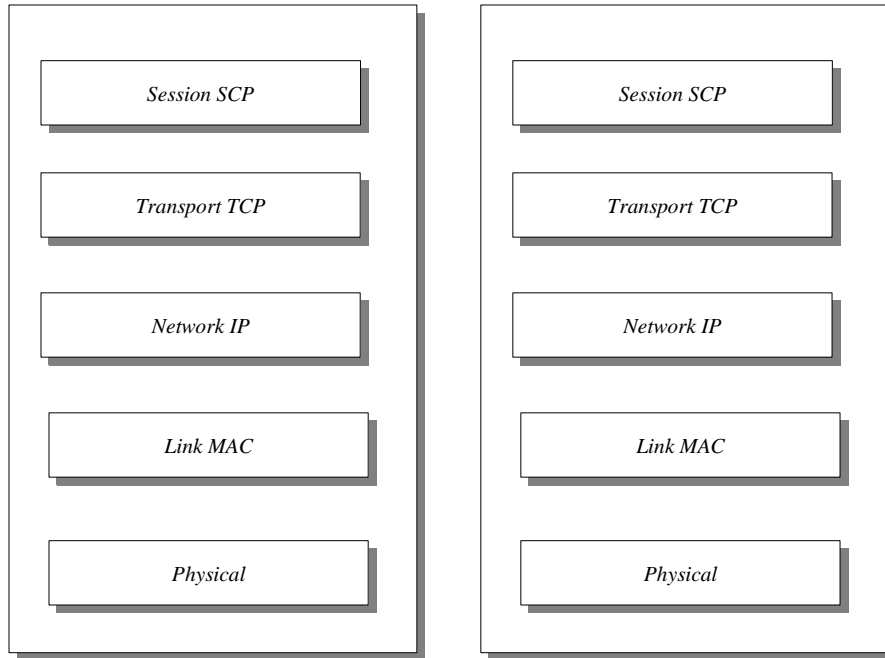 Session SCP
Transport TCP
Network IP
Link MAC
Physical
Session SCP
Transport TCP
Network IP
Link MAC
Physical